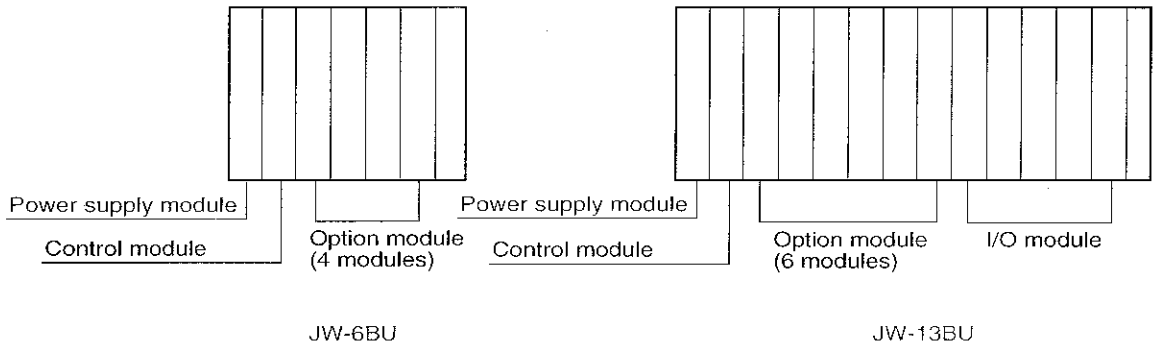 Power supply module
Control module
Option module
(4 modules)
Power supply module
Control module
Option module
(6 modules)
I/O module
JW-6BU
JW-13BU